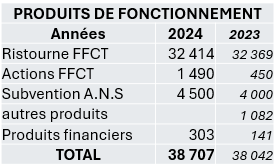 PRODUITS DE FONCTIONNEMENT
Années 2024 2023
Ristourne FFCT 32 414 32 369
Actions FFCT 1 490 450
Subvention A.N.S 4 500 4 000
autres produits 1 082
Produits financiers 303 141
TOTAL 38 707 38 042